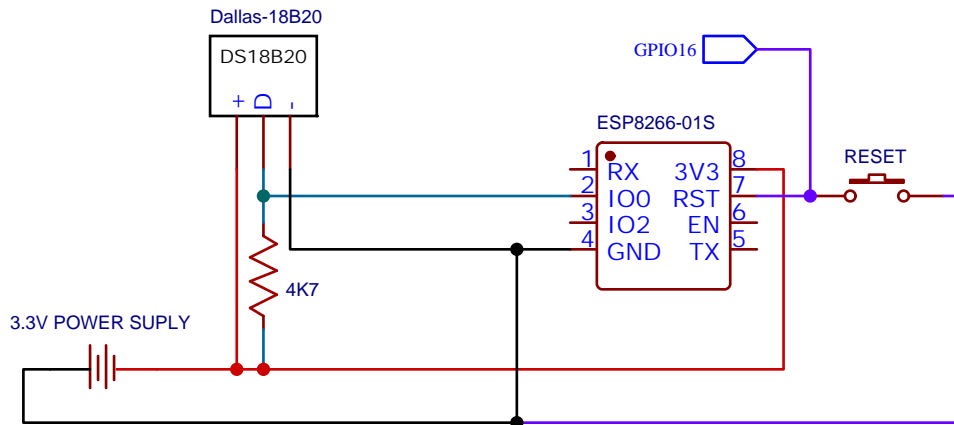 Dallas-18B20
DS18B20
+ D -
GPIO16
ESP8266-01S
1 RX 3V3 8
2 IO0 RST 7
3 IO2 EN 6
4 GND TX 5
RESET
4K7
3.3V POWER SUPLY